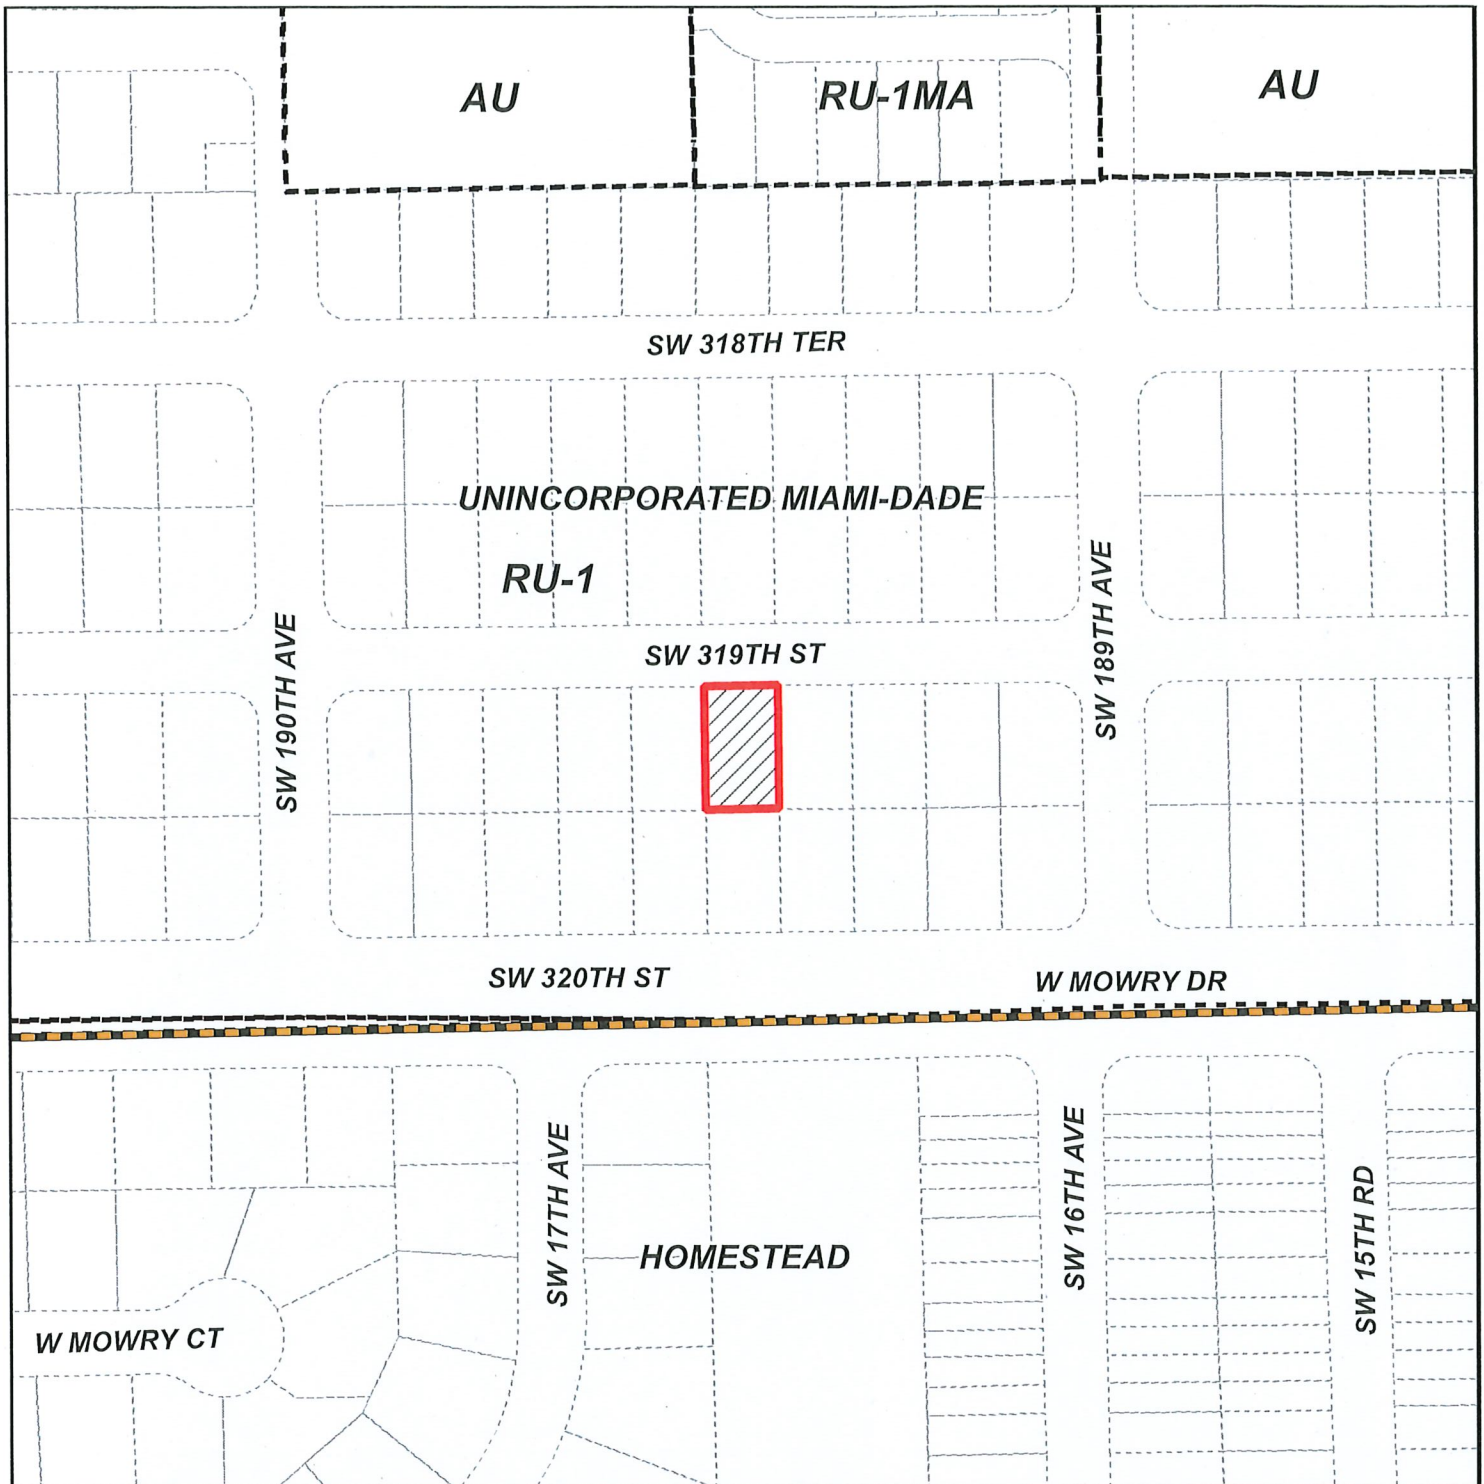 AU
RU-1MA
AU
SW 318TH TER
UNINCORPORATED MIAMI-DADE
RU-1
SW 190TH AVE
SW 319TH ST
SW 189TH AVE
SW 320TH ST
W MOWRY DR
SW 17TH AVE
HOMESTEAD
SW 16TH AVE
SW 15TH RD
W MOWRY CT